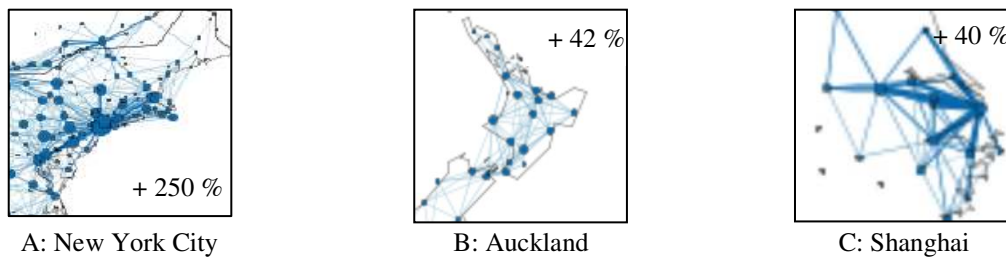 + 250 %
+ 42 %
+ 40 %
A: New York City
B: Auckland
C: Shanghai